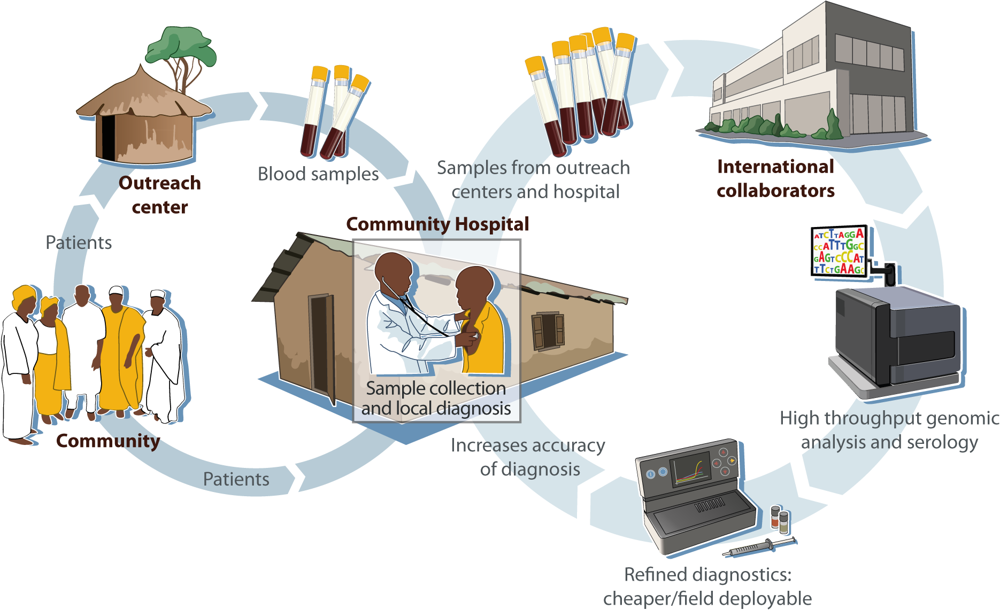 Outreach
center
Blood samples
Samples from outreach
centers and hospital
International
collaborators
Patients
Community Hospital
ATCTTAGGA
CCATTTGGC
GAGTCCCAT
TTCTGAAGC
Sample collection
and local diagnosis
Community
Patients
High throughput genomic
analysis and serology
Increases accuracy
of diagnosis
Refined diagnostics:
cheaper/field deployable